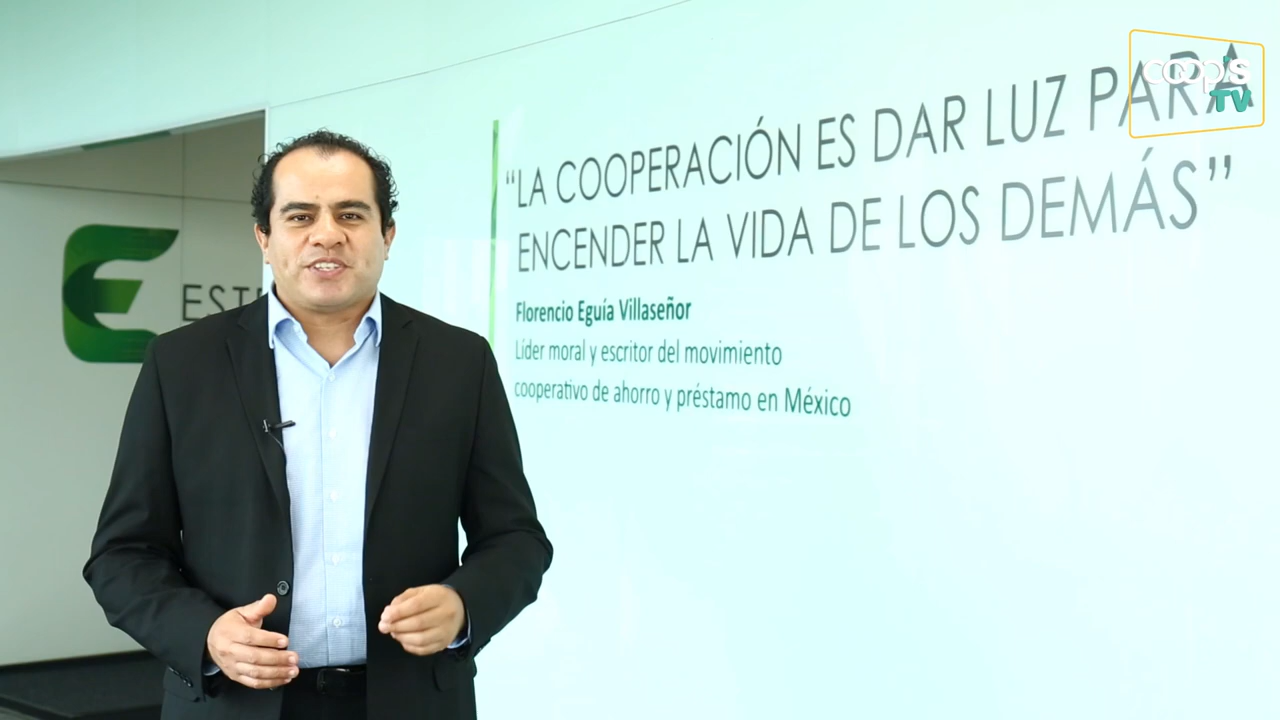 coop's
TV
“LA COOPERACIÓN ES DAR LUZ PARA
ENCENDER LA VIDA DE LOS DEMÁS”
Florencio Eguía Villaseñor
Líder moral y escritor del movimiento
cooperativo de ahorro y préstamo en México